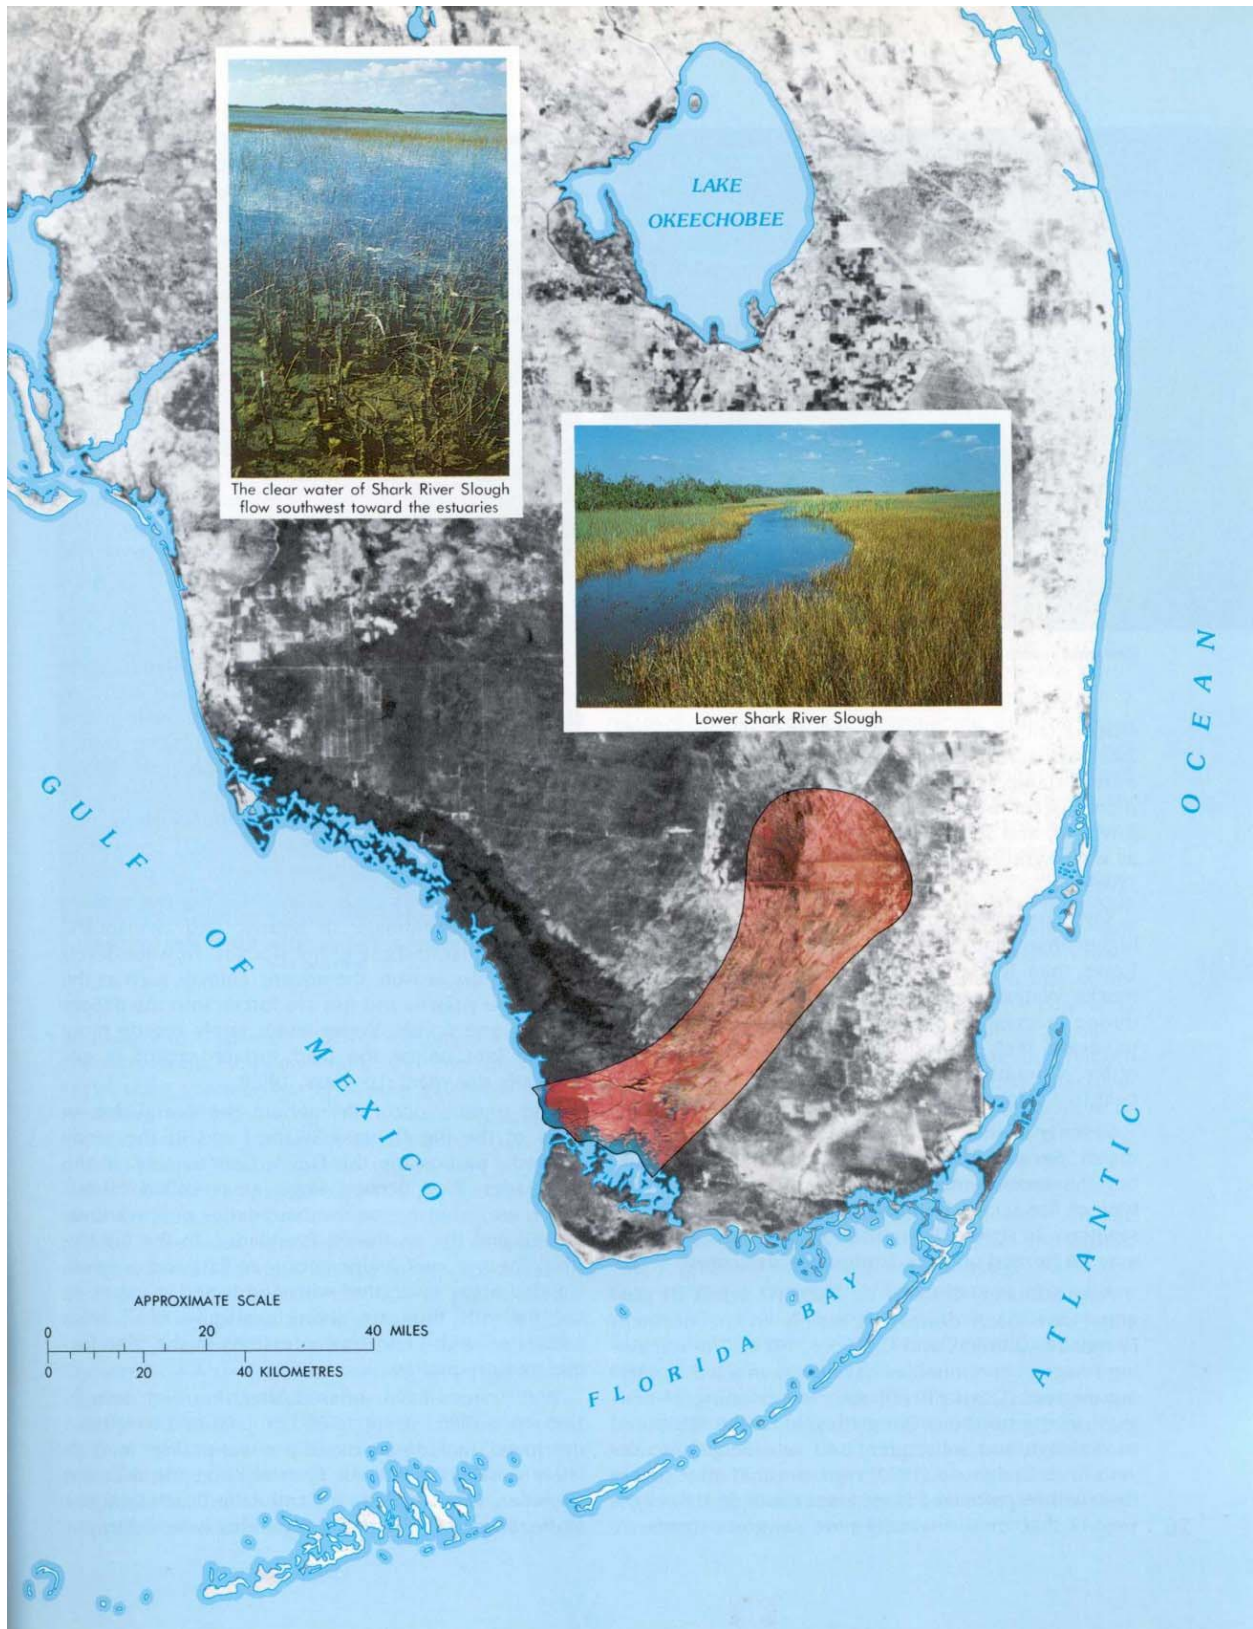 LAKE
OKEECHOBEE
The clear water of Shark River Slough
flow southwest toward the estuaries
Lower Shark River Slough
GULF OF MEXICO
ATLANTIC OCEAN
FLORIDA BAY
APPROXIMATE SCALE
0 20 40 MILES
0 20 40 KILOMETRES